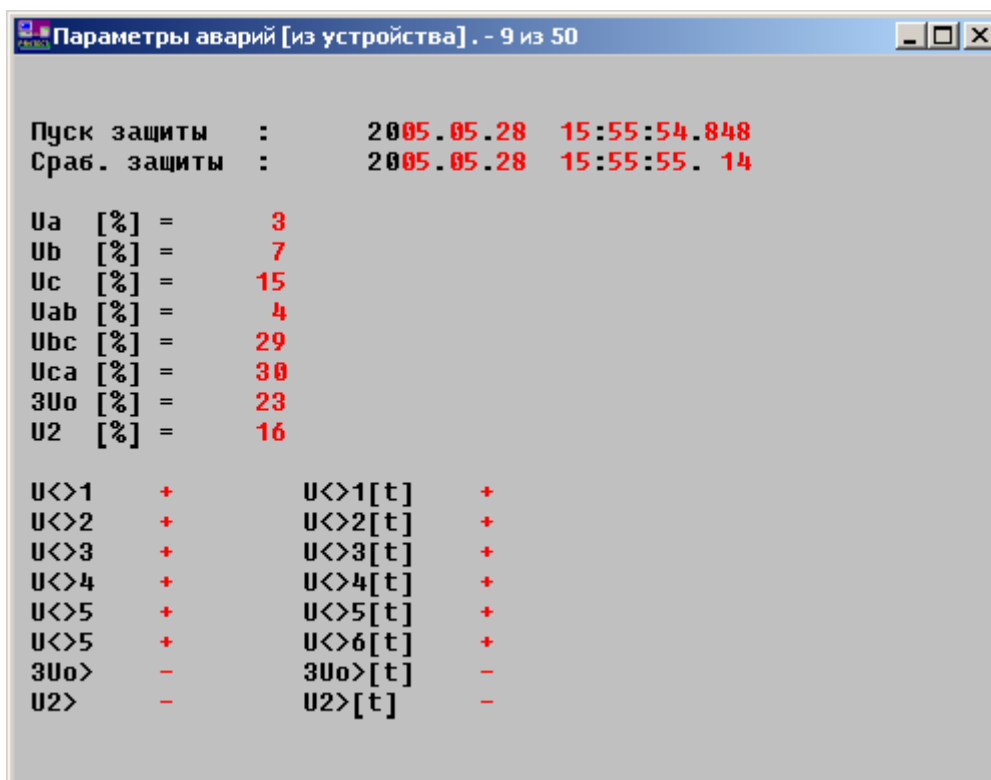 Параметры аварий [из устройства] . - 9 из 50
Пуск защиты : 2005.05.28 15:55:54.848
Сраб. защиты : 2005.05.28 15:55:55. 14
Ua [%] = 3
Ub [%] = 7
Uc [%] = 15
Uab [%] = 4
Ubc [%] = 29
Uca [%] = 30
3Uo [%] = 23
U2 [%] = 16
U<>1 + U<>1[t] +
U<>2 + U<>2[t] +
U<>3 + U<>3[t] +
U<>4 + U<>4[t] +
U<>5 + U<>5[t] +
U<>5 + U<>6[t] +
3Uo> - 3Uo>[t] -
U2> - U2>[t] -